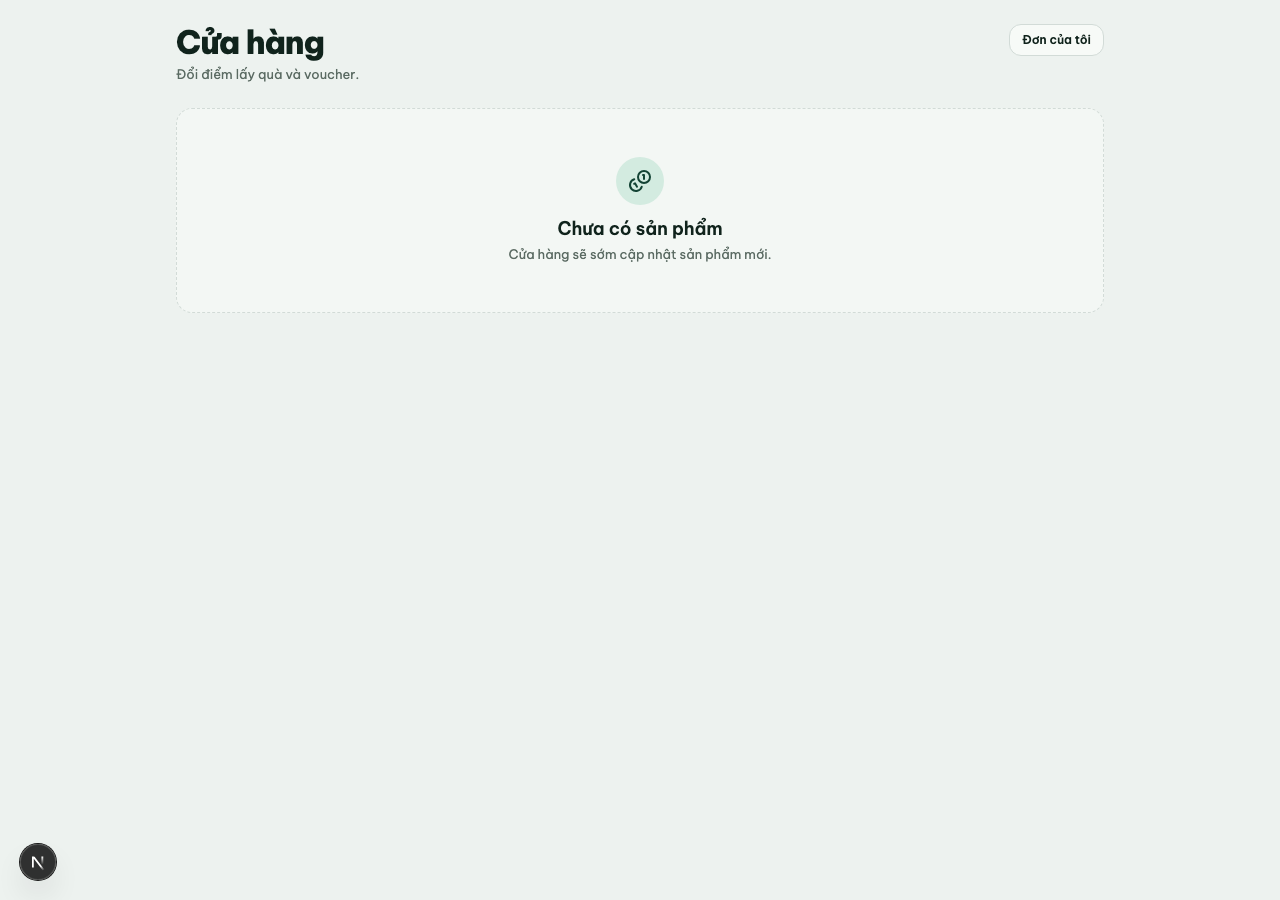 Cửa hàng
Đơn của tôi
Đổi điểm lấy quà và voucher.
Chưa có sản phẩm
Cửa hàng sẽ sớm cập nhật sản phẩm mới.
N